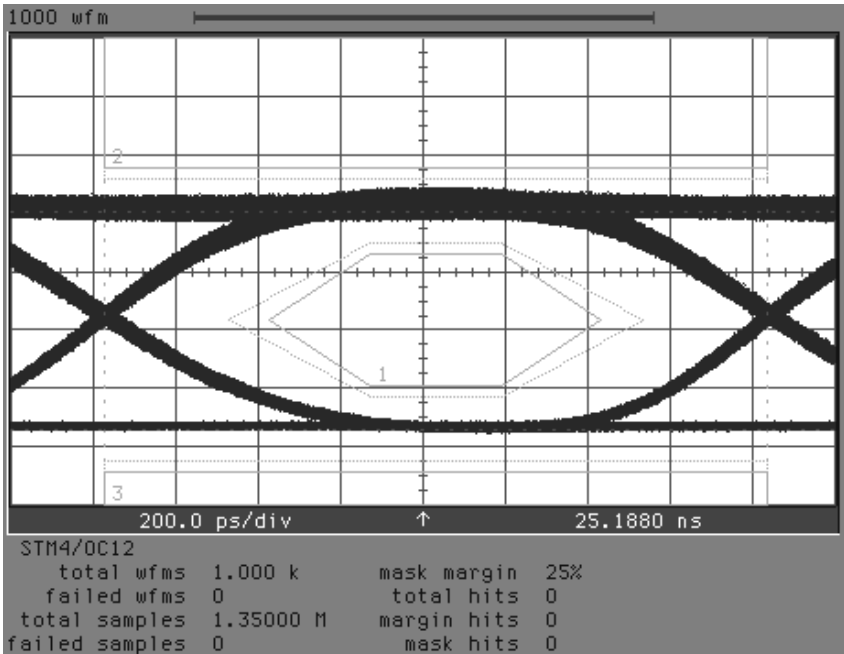 1000 wfm
2
1
3
200.0 ps/div ↑ 25.1880 ns
STM4/OC12
total wfms 1.000 k mask margin 25%
failed wfms 0 total hits 0
total samples 1.35000 M margin hits 0
failed samples 0 mask hits 0